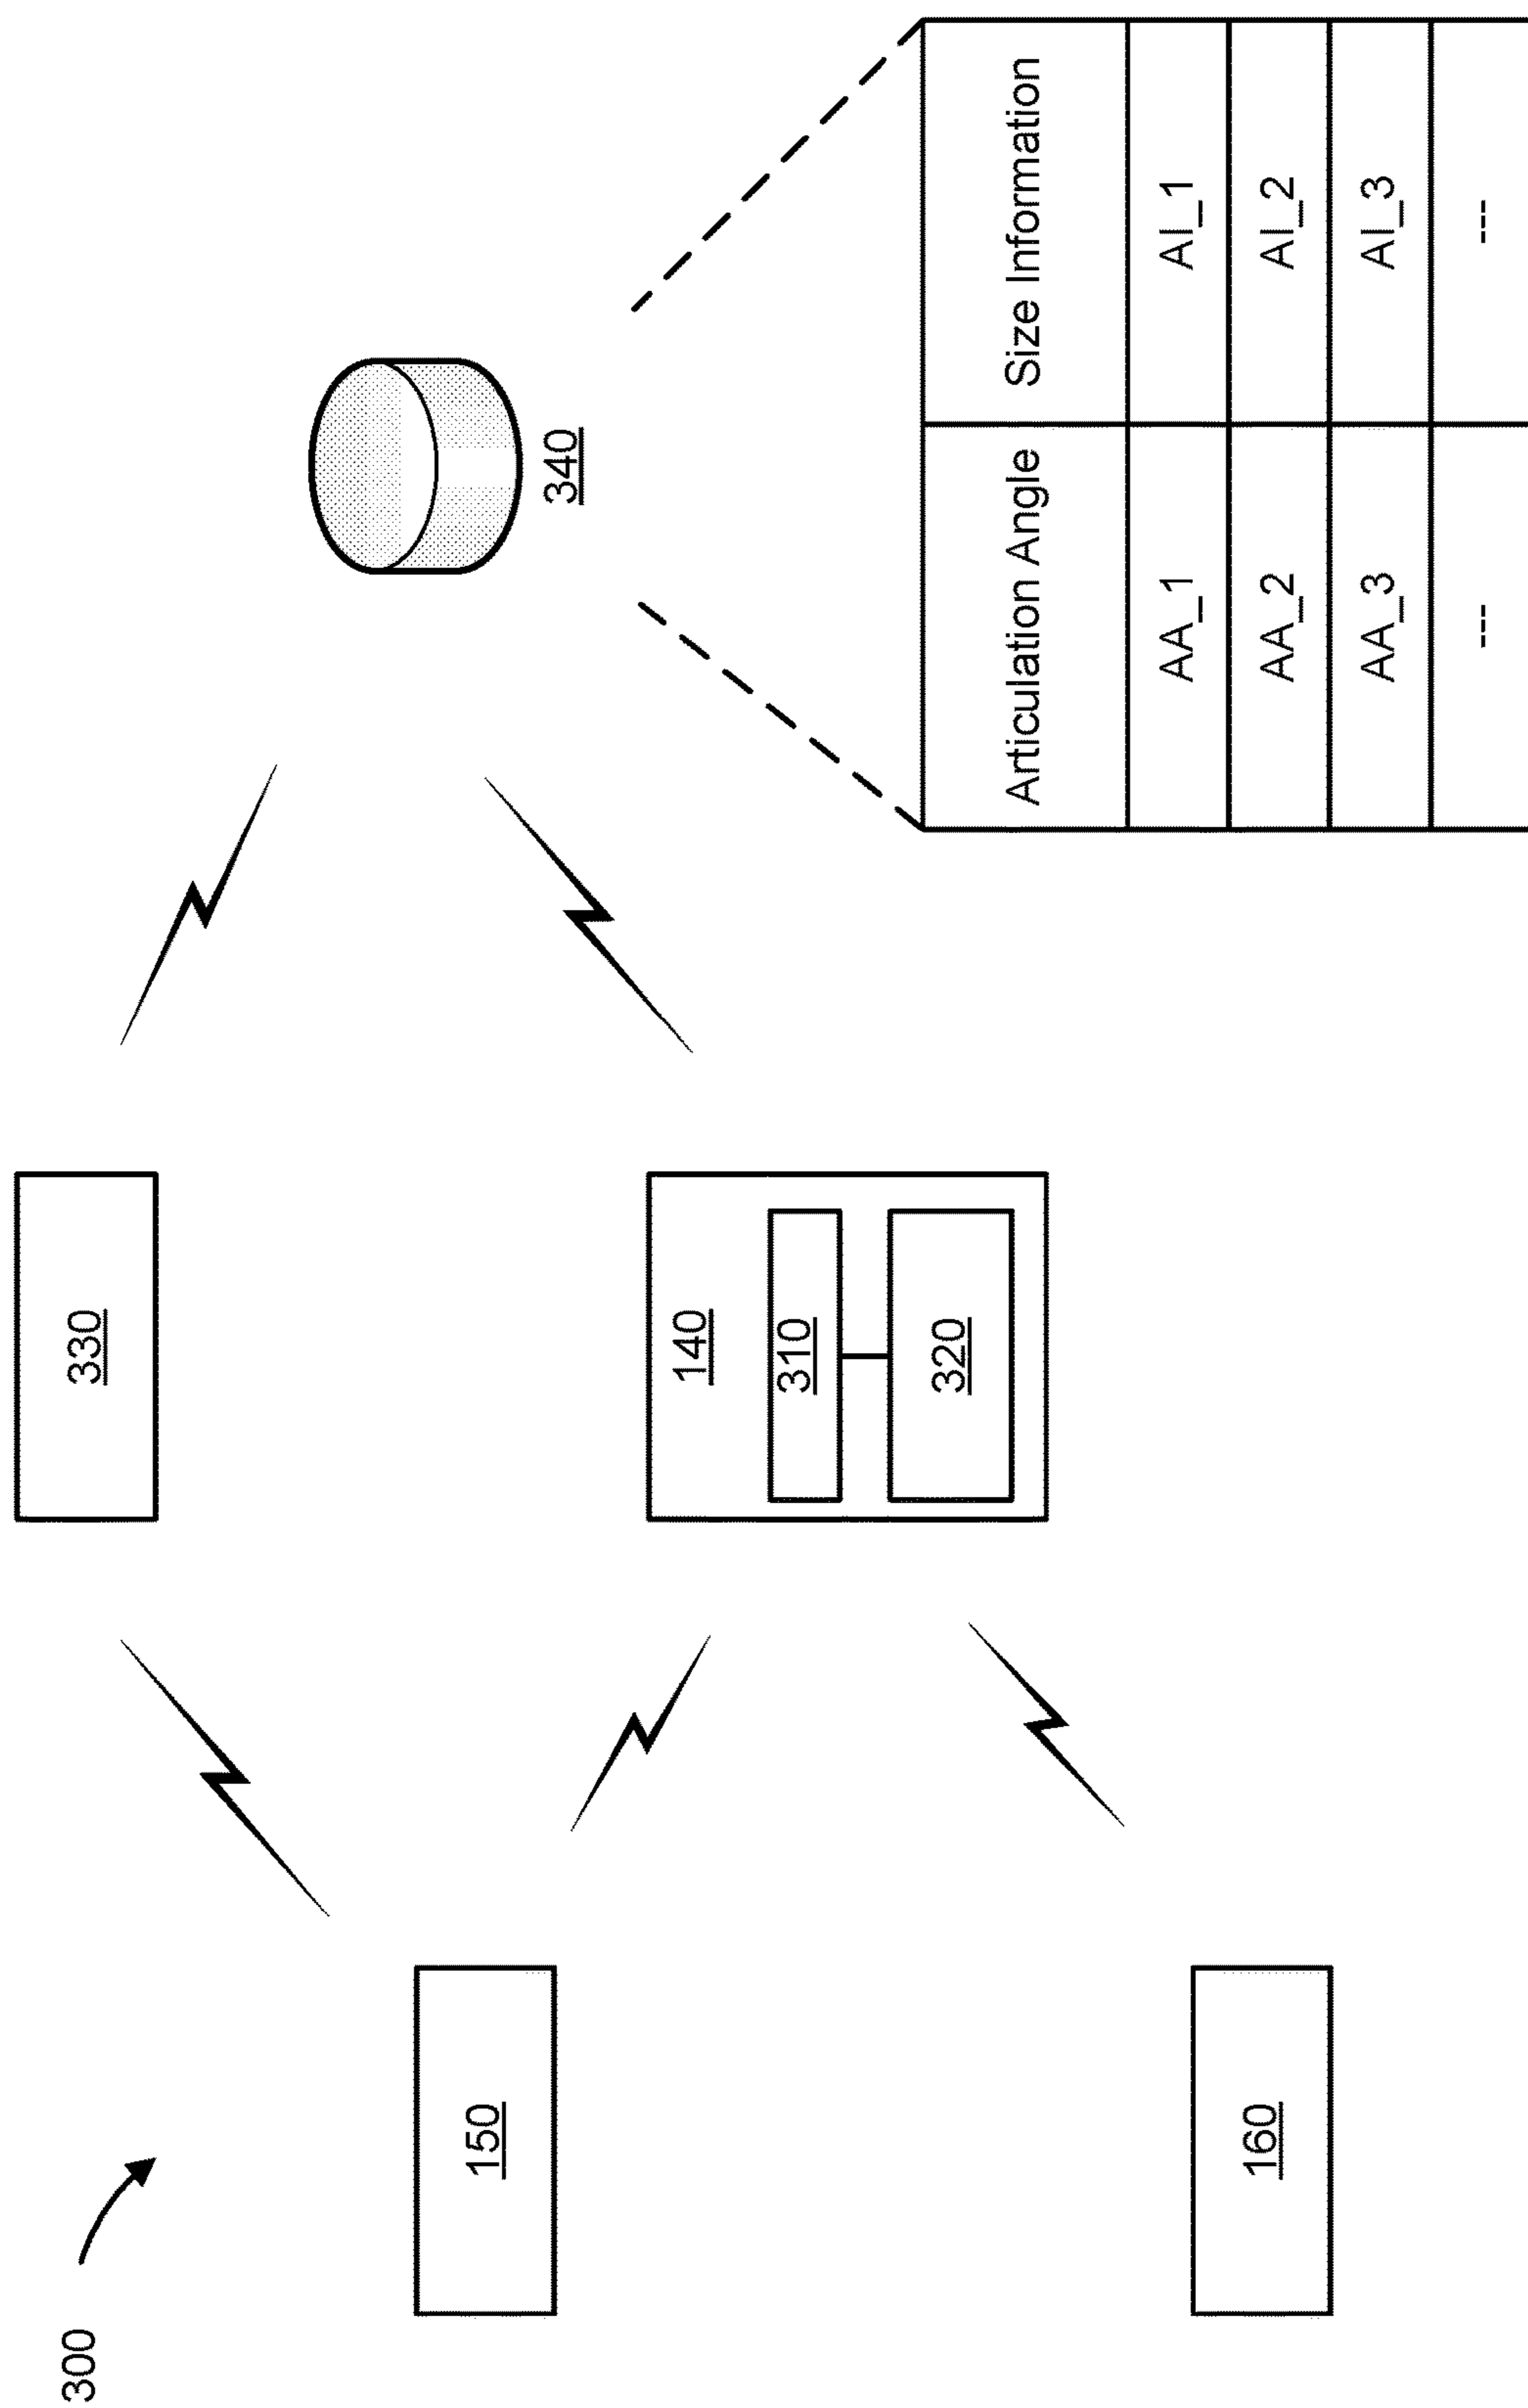 300
330
150
340
140
310
320
160
Articulation Angle Size Information
AA_1 AI_1
AA_2 AI_2
AA_3 AI_3
--- ---